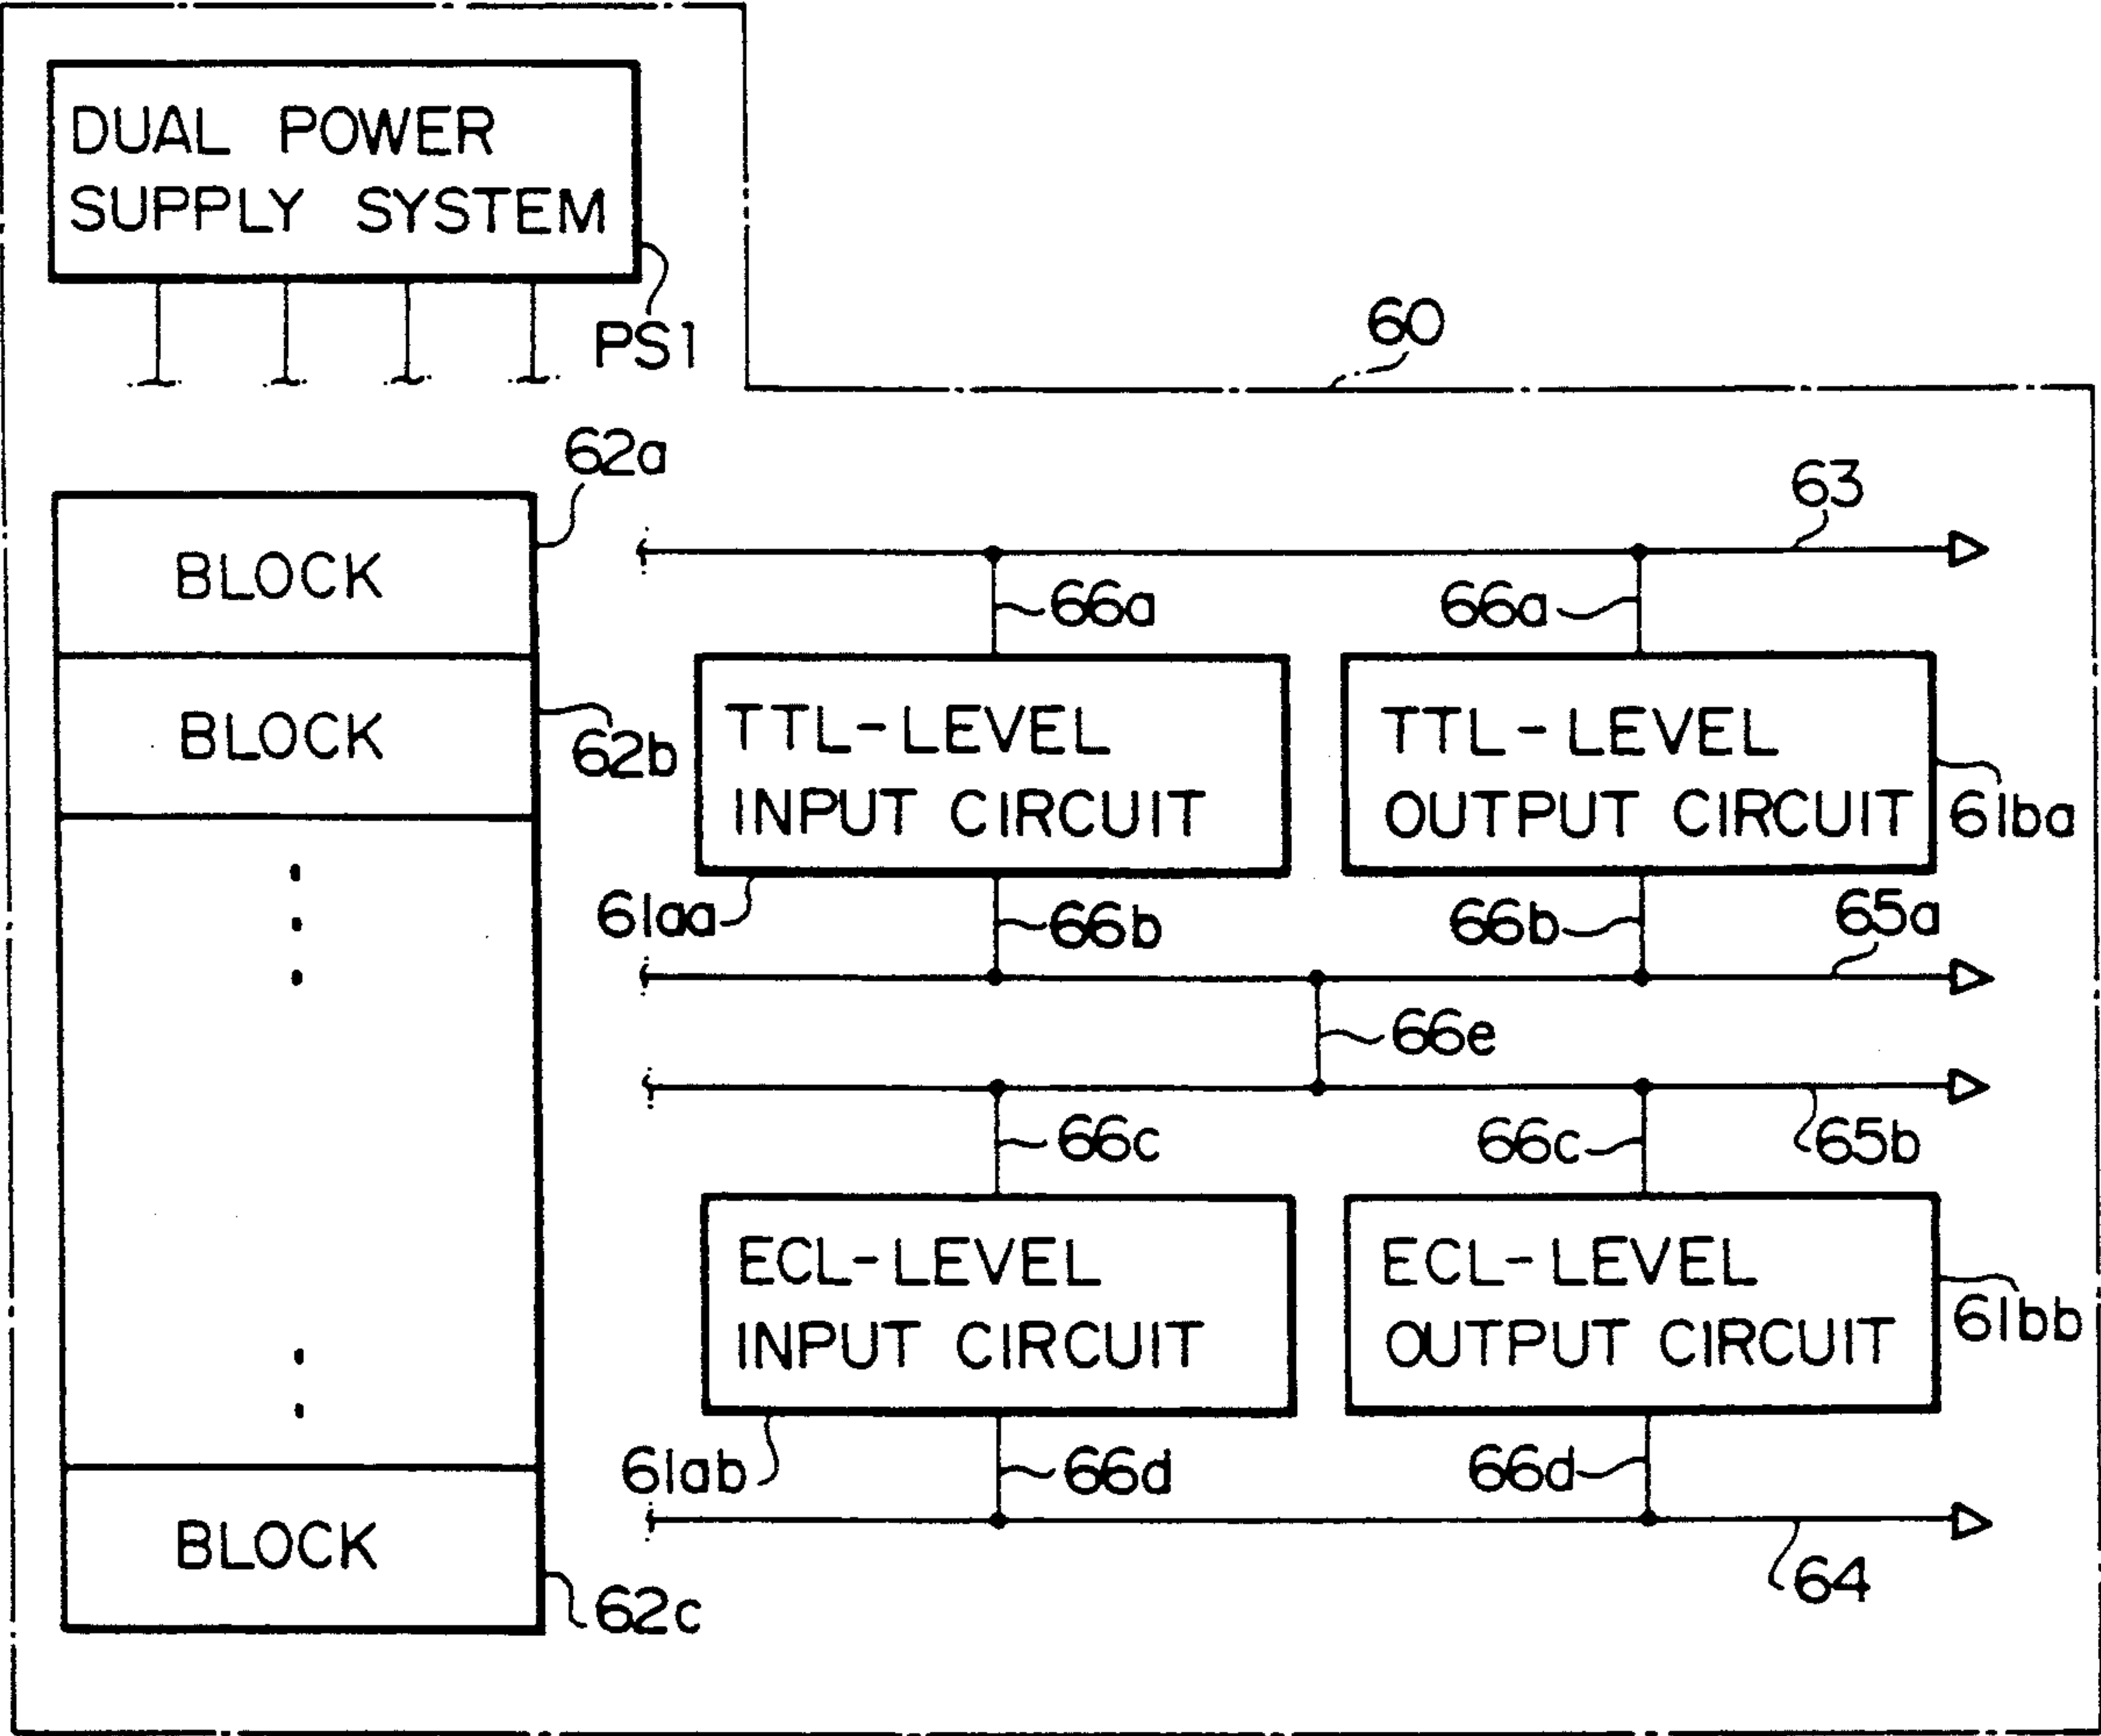 DUAL POWER
SUPPLY SYSTEM
PS1
60
62a
63
BLOCK
66a
66a
BLOCK
62b
TTL-LEVEL
INPUT CIRCUIT
TTL-LEVEL
OUTPUT CIRCUIT
61ba
61aa
66b
66b
65a
66e
66c
66c
65b
ECL-LEVEL
INPUT CIRCUIT
ECL-LEVEL
OUTPUT CIRCUIT
61bb
61ab
66d
66d
BLOCK
62c
64